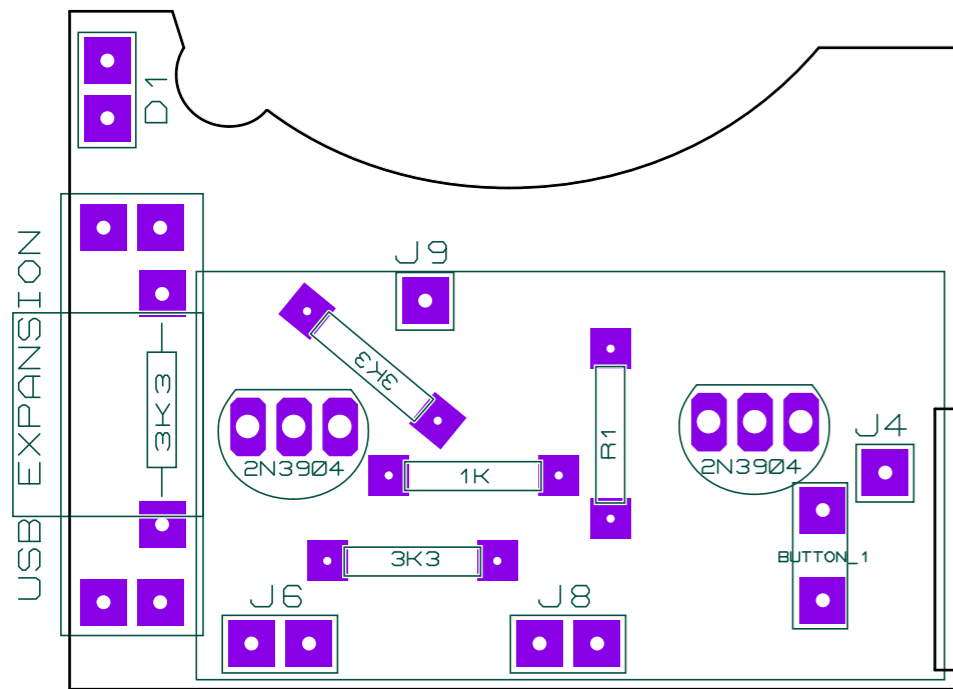 D1
J9
USB EXPANSION
3K3
3K3
R1
J4
2N3904
2N3904
1K
3K3
BUTTON_1
J6
J8